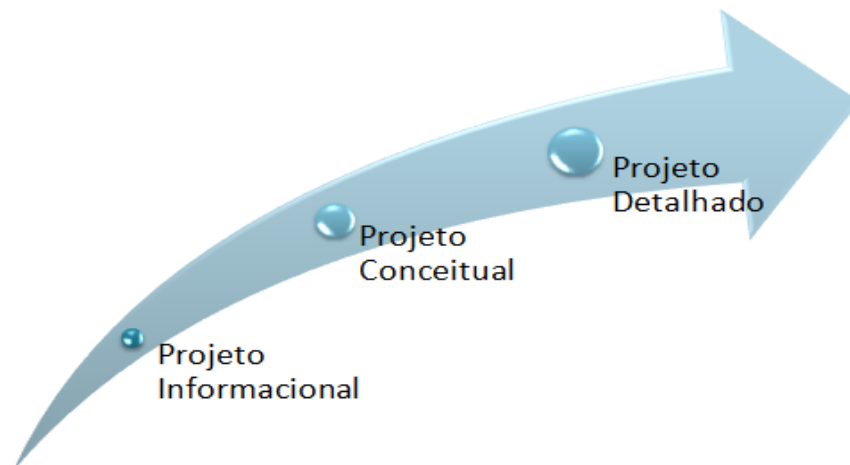 Projeto
Detalhado
Projeto
Conceitual
Projeto
Informacional